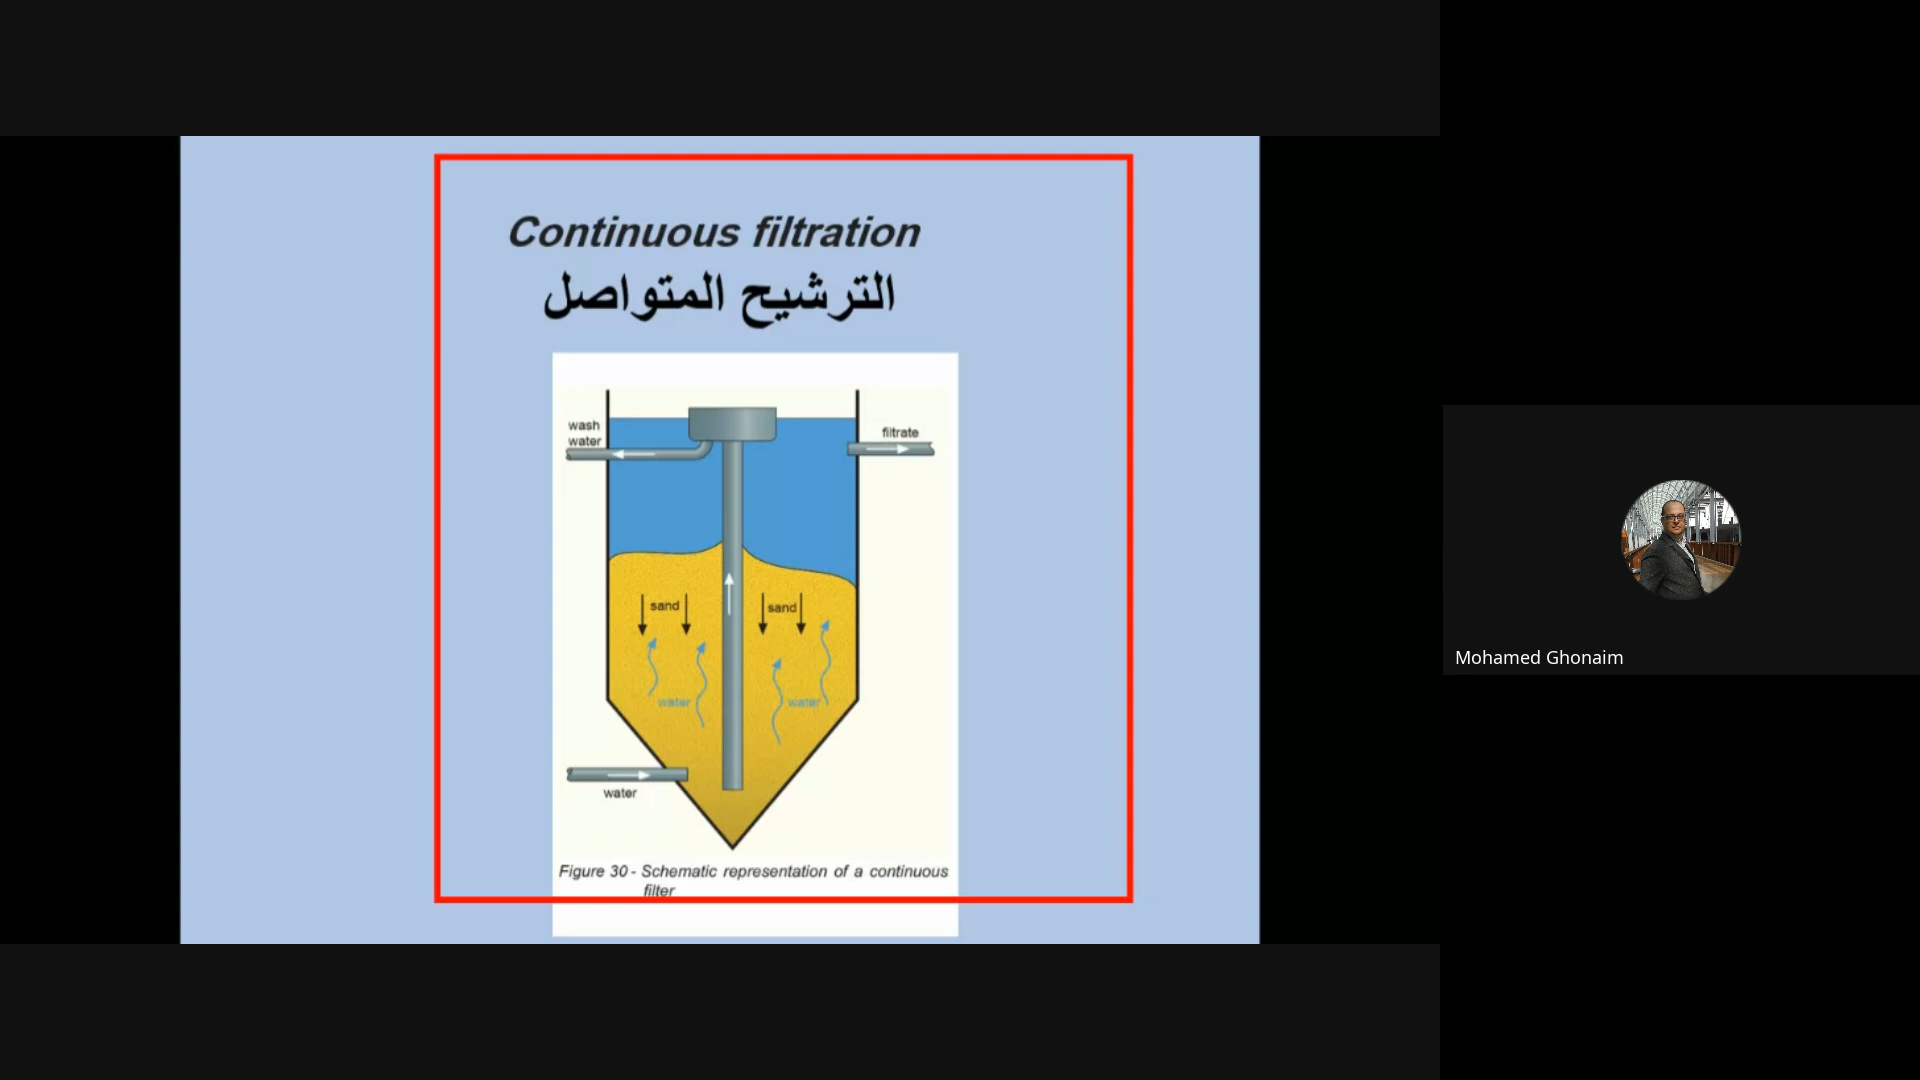 Continuous filtration
الترشيح المتواصل
wash
water
filtrate
sand
sand
water
water
water
Figure 30 - Schematic representation of a continuous
filter
Mohamed Ghonaim